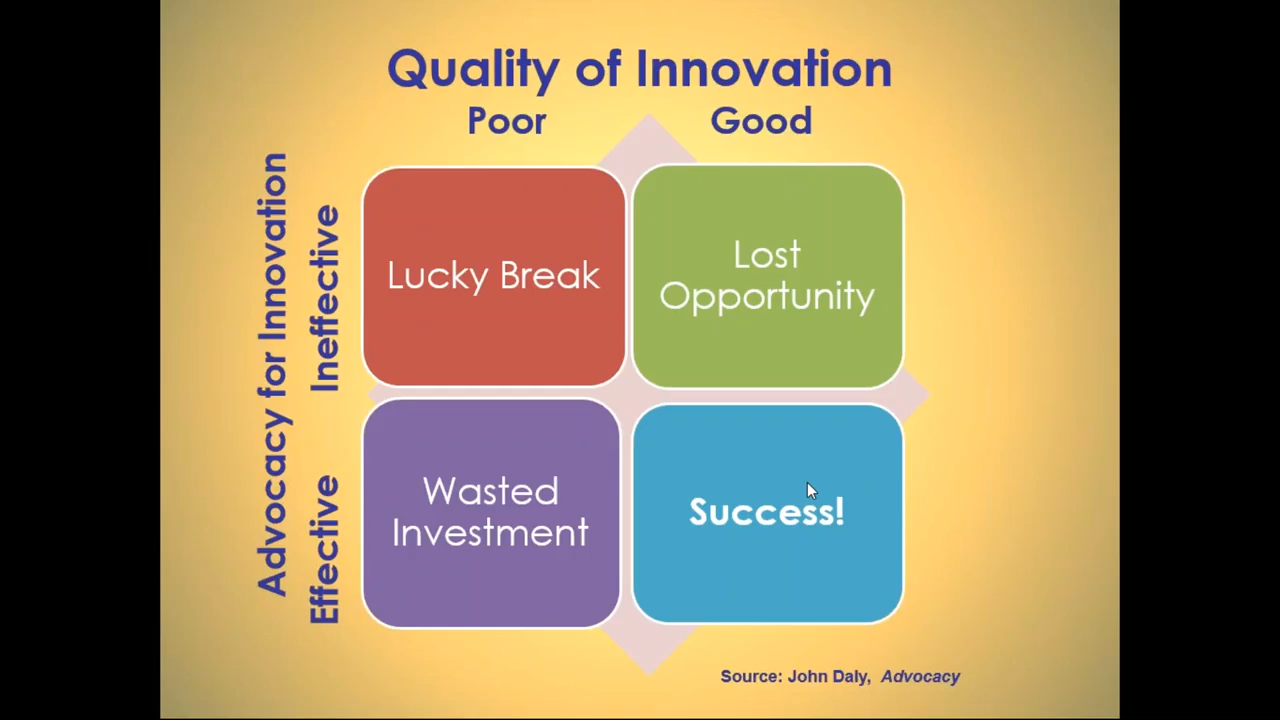 Quality of Innovation
Poor Good
Advocacy for Innovation
Ineffective
Effective
Lucky Break
Lost
Opportunity
Wasted
Investment
Success!
Source: John Daly, Advocacy